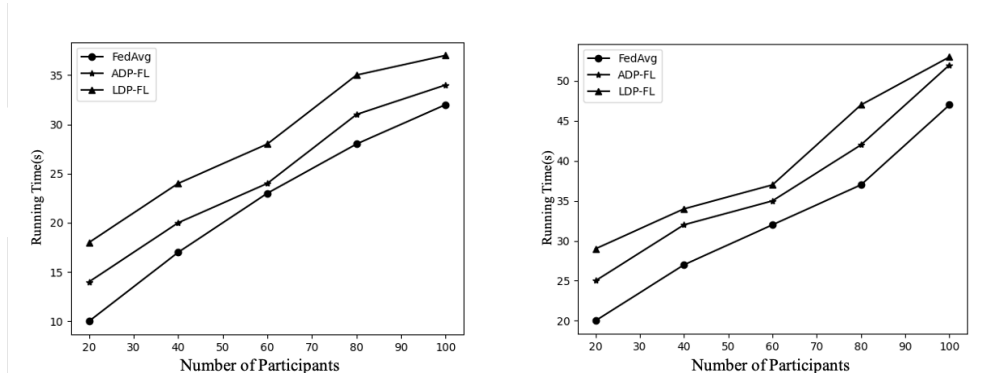 FedAvg
ADP-FL
LDP-FL
35
30
25
20
15
10
Running Time(s)
20 30 40 50 60 70 80 90 100
Number of Participants
FedAvg
ADP-FL
LDP-FL
50
45
40
35
30
25
20
Running Time(s)
20 30 40 50 60 70 80 90 100
Number of Participants